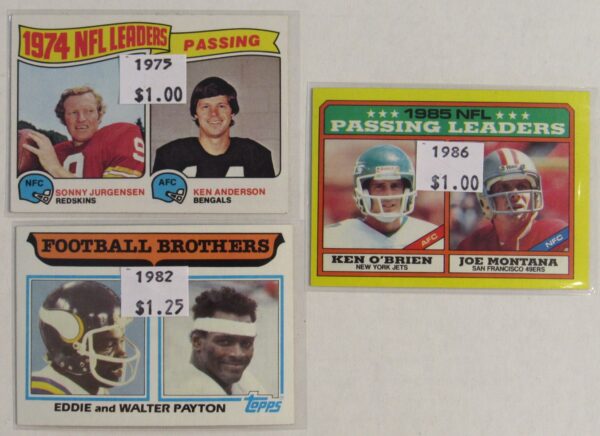 1974 NFL LEADERS
PASSING
1975
$1.00
NFC
SONNY JURGENSEN
REDSKINS
AFC
KEN ANDERSON
BENGALS
1985 NFL
PASSING LEADERS
1986
$1.00
AFC
NFC
KEN O'BRIEN
NEW YORK JETS
JOE MONTANA
SAN FRANCISCO 49ERS
FOOTBALL BROTHERS
1982
$1.25
TOPPS
EDDIE and WALTER PAYTON